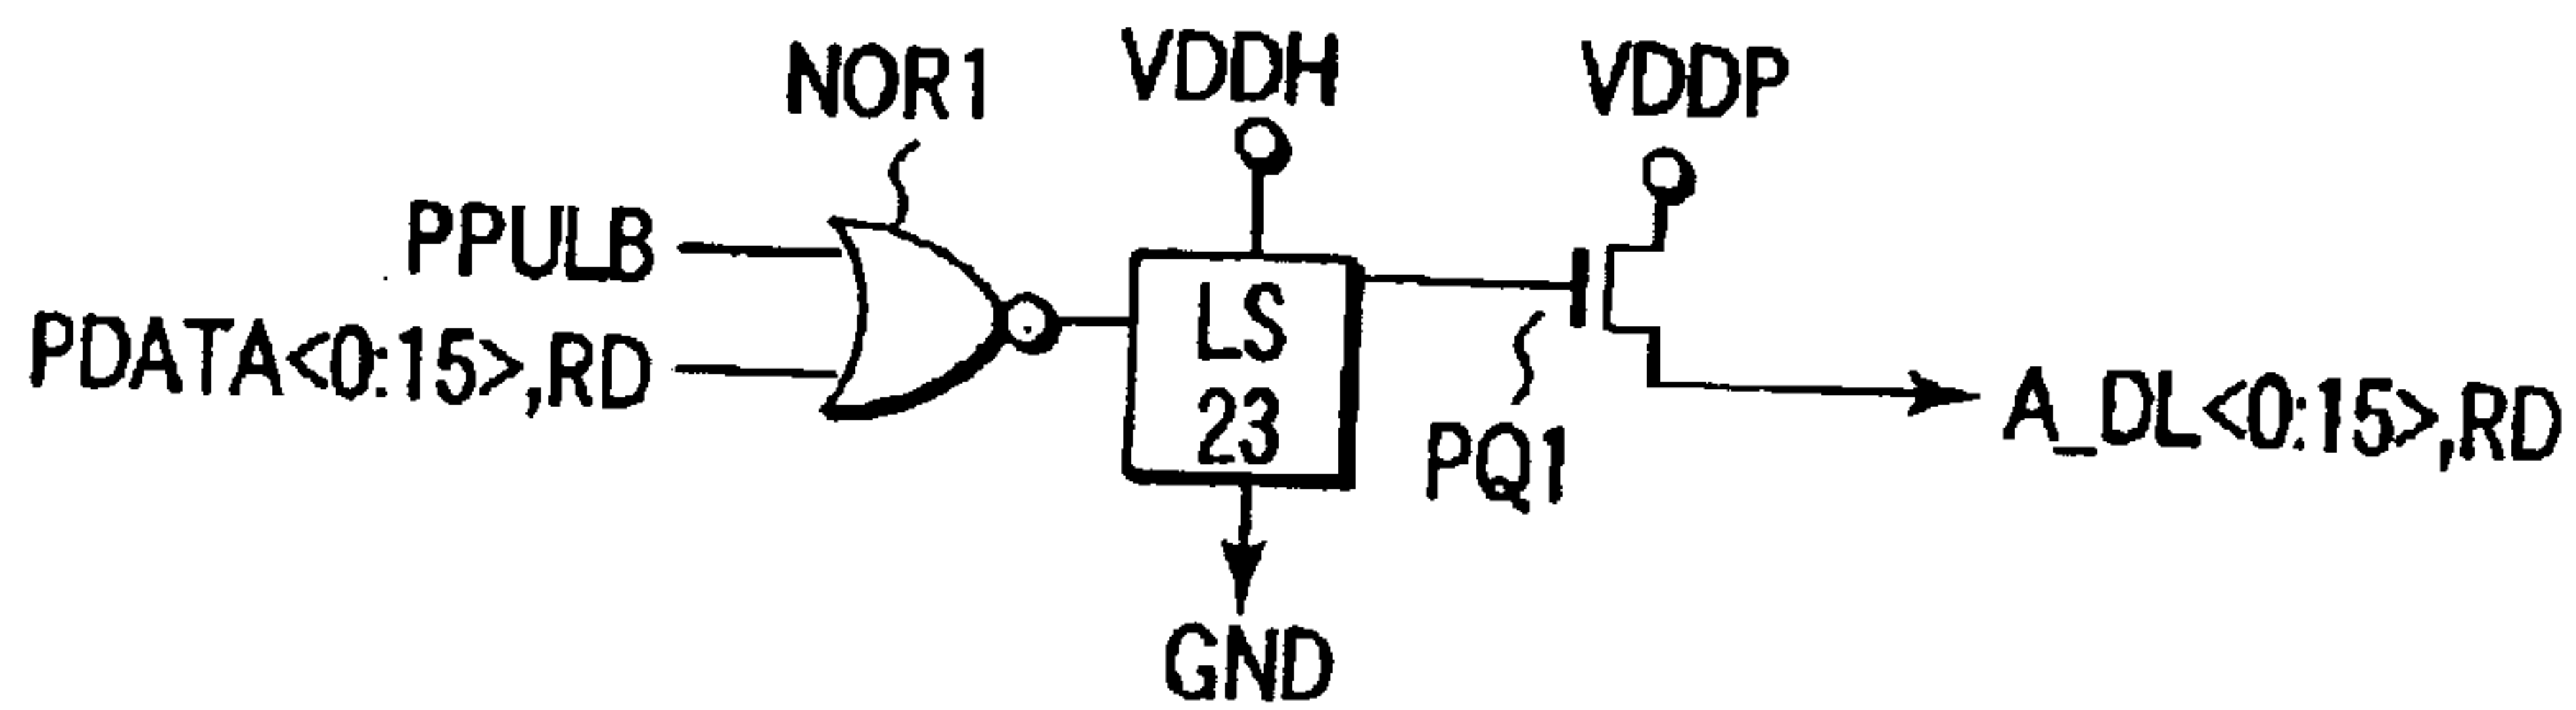 NOR1
VDDH
VDDP
PPULB
PDATA<0:15>,RD
LS
23
PQ1
A_DL<0:15>,RD
GND